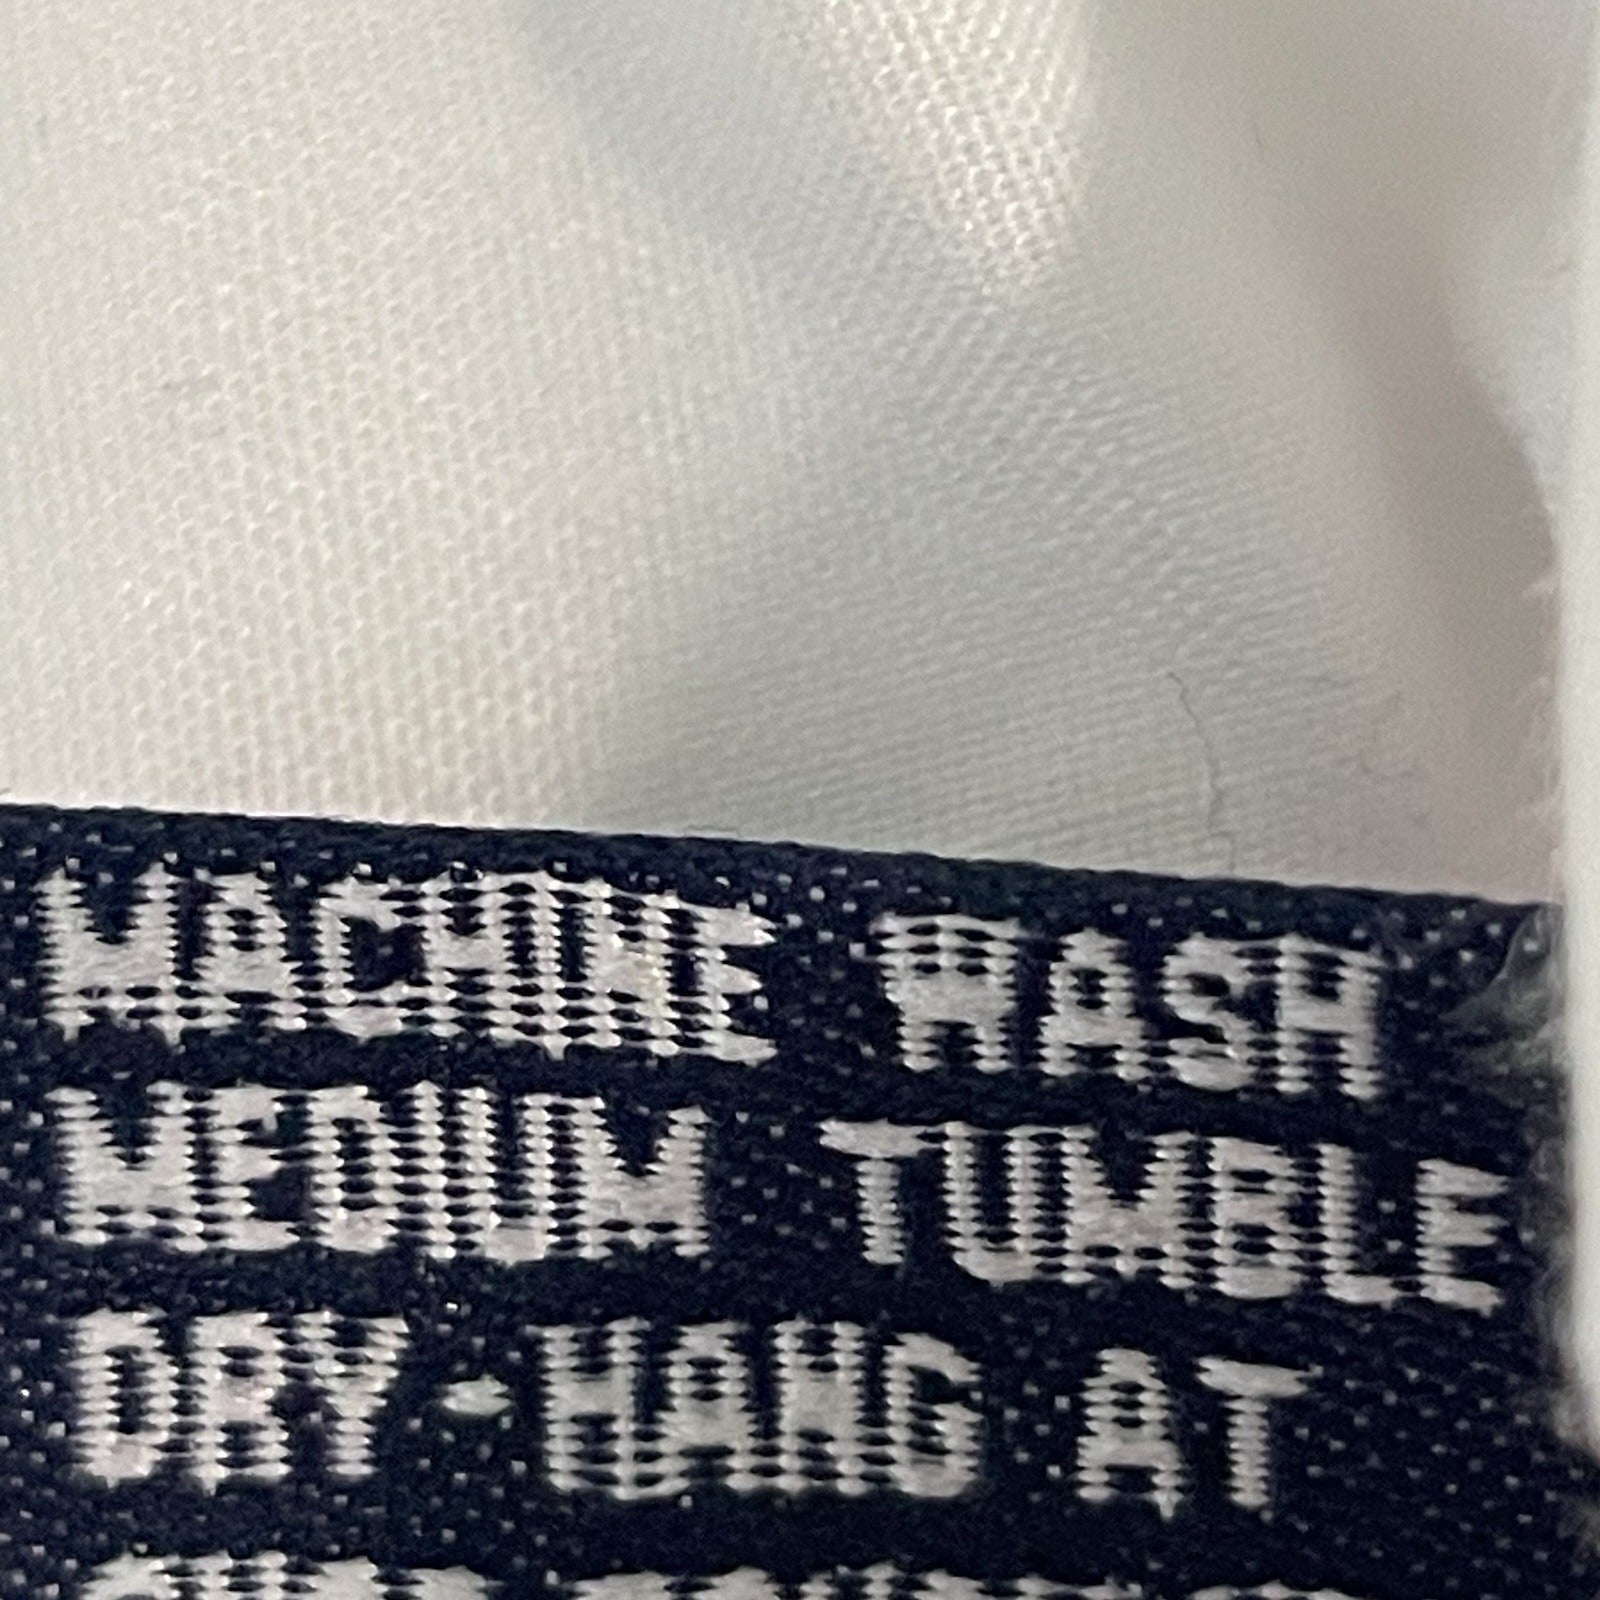 MACHINE WASH
MEDIUM TUMBLE
DRY-HANG AT